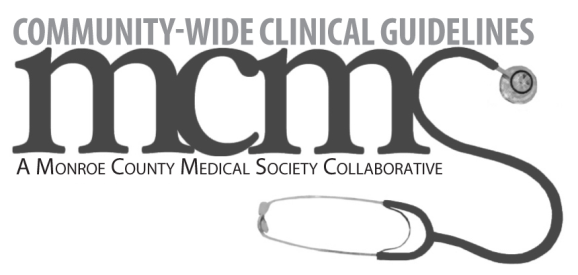 COMMUNITY-WIDE CLINICAL GUIDELINES
mcms
A MONROE COUNTY MEDICAL SOCIETY COLLABORATIVE